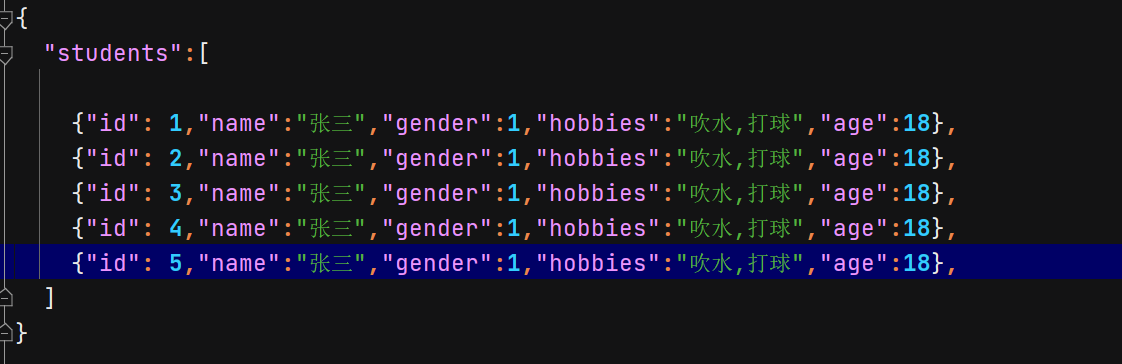 {
"students":[
{"id": 1,"name":"张三","gender":1,"hobbies":"吹水,打球","age":18},
{"id": 2,"name":"张三","gender":1,"hobbies":"吹水,打球","age":18},
{"id": 3,"name":"张三","gender":1,"hobbies":"吹水,打球","age":18},
{"id": 4,"name":"张三","gender":1,"hobbies":"吹水,打球","age":18},
{"id": 5,"name":"张三","gender":1,"hobbies":"吹水,打球","age":18},
]
}